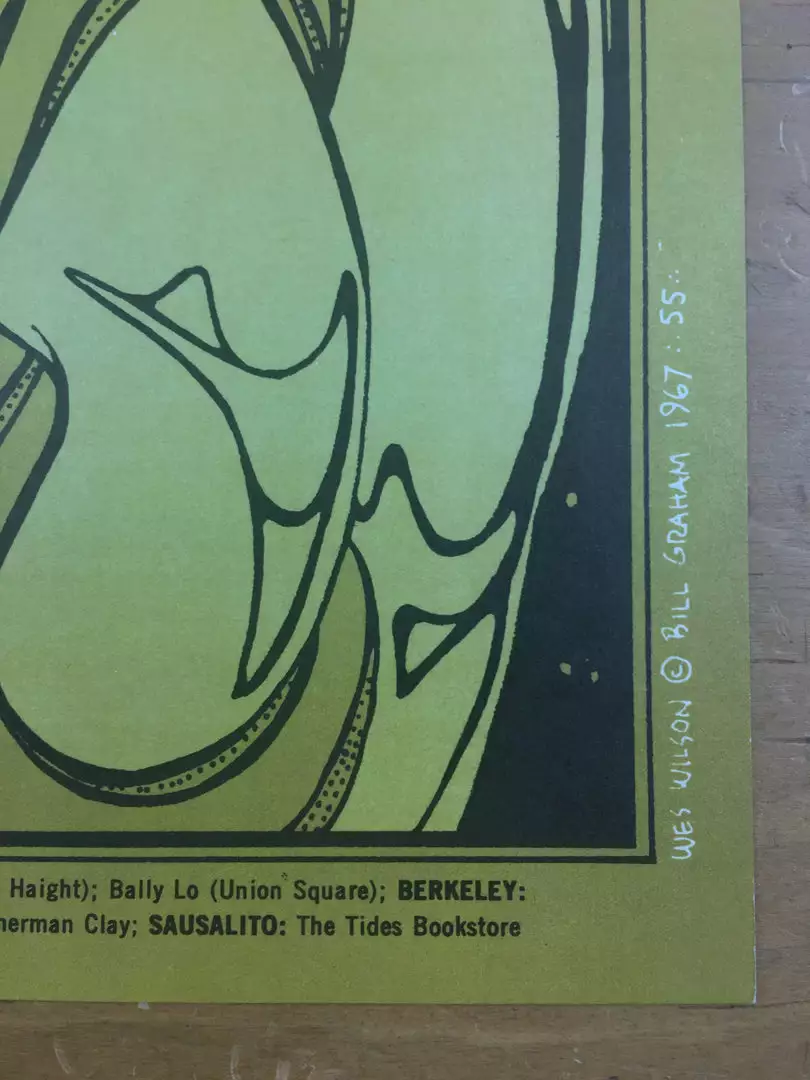 Haight); Bally Lo (Union Square); BERKELEY:
herman Clay; SAUSALITO: The Tides Bookstore
WES WILSON © BILL GRAHAM 1967 :. 55 :.